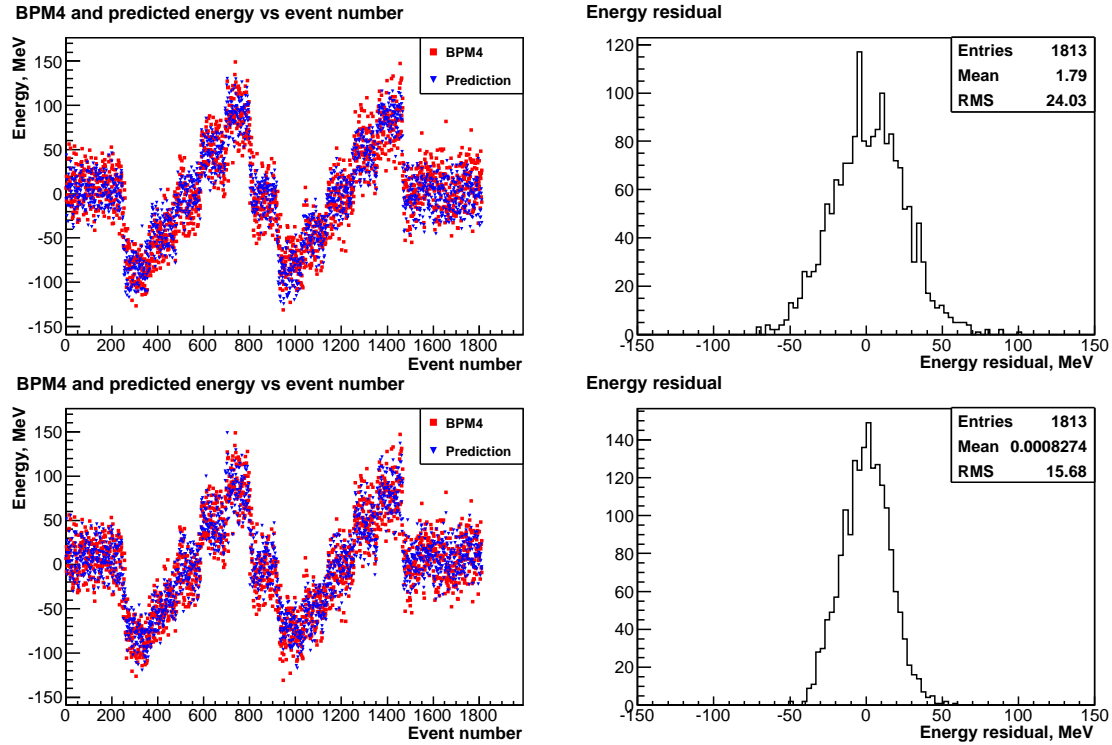 BPM4 and predicted energy vs event number
Energy, MeV
150
100
50
0
-50
-100
-150
BPM4
Prediction
0 200 400 600 800 1000 1200 1400 1600 1800
Event number
Energy residual
120
100
80
60
40
20
0
Entries 1813
Mean 1.79
RMS 24.03
-150 -100 -50 0 50 100 150
Energy residual, MeV
BPM4 and predicted energy vs event number
Energy, MeV
150
100
50
0
-50
-100
-150
BPM4
Prediction
0 200 400 600 800 1000 1200 1400 1600 1800
Event number
Energy residual
140
120
100
80
60
40
20
0
Entries 1813
Mean 0.0008274
RMS 15.68
-150 -100 -50 0 50 100 150
Energy residual, MeV